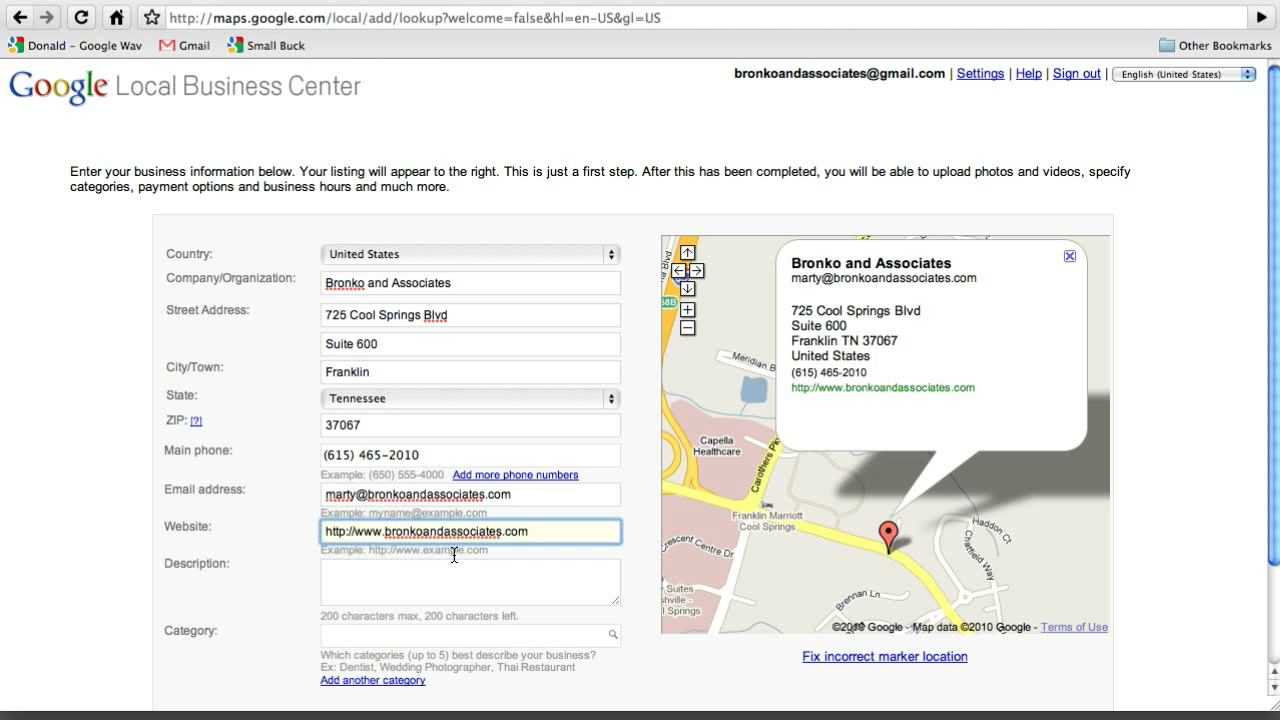 http://maps.google.com/local/add/lookup?welcome=false&hl=en-US&gl=US
Donald – Google Wav
Gmail
Small Buck
Other Bookmarks
Google Local Business Center
bronkoandassociates@gmail.com | Settings | Help | Sign out |
English (United States)
Enter your business information below. Your listing will appear to the right. This is just a first step. After this has been completed, you will be able to upload photos and videos, specify
categories, payment options and business hours and much more.
Country:
United States
Company/Organization:
Bronko and Associates
Street Address:
725 Cool Springs Blvd
Suite 600
City/Town:
Franklin
State:
Tennessee
ZIP: [?]
37067
Main phone:
(615) 465-2010
Example: (650) 555-4000 Add more phone numbers
Email address:
marty@bronkoandassociates.com
Example: myname@example.com
Website:
http://www.bronkoandassociates.com
Example: http://www.example.com
Description:
200 characters max, 200 characters left.
Category:
Which categories (up to 5) best describe your business?
Ex: Dentist, Wedding Photographer, Thai Restaurant
Add another category
Bronko and Associates
marty@bronkoandassociates.com
725 Cool Springs Blvd
Suite 600
Franklin TN 37067
United States
(615) 465-2010
http://www.bronkoandassociates.com
68B
Meridian B
Capella
Healthcare
Carothers Pk
Franklin Marriott
Cool Springs
Crescent Centre Dr
Haddon Ct
Chatfield Way
Brennan Ln
Suites
shville -
l Springs
©2010 Google - Map data ©2010 Google - Terms of Use
Fix incorrect marker location